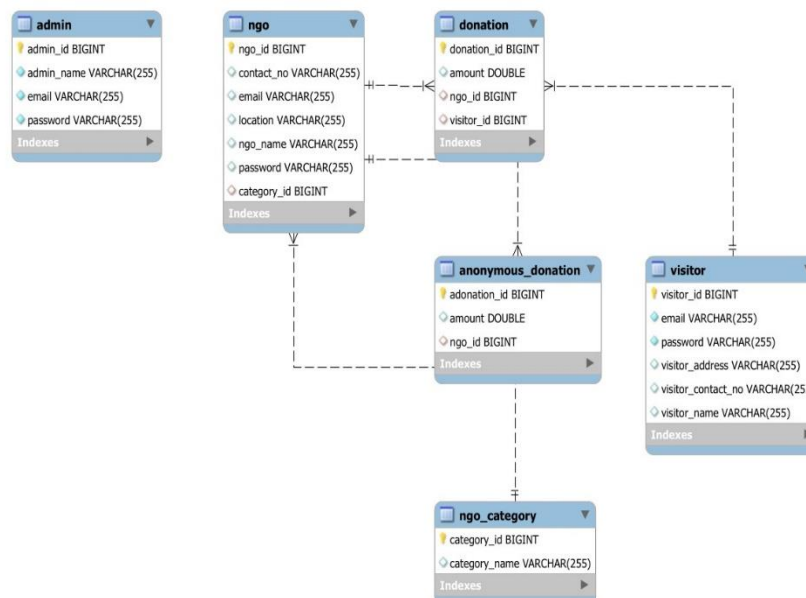 admin
admin_id BIGINT
admin_name VARCHAR(255)
email VARCHAR(255)
password VARCHAR(255)
Indexes
ngo
ngo_id BIGINT
contact_no VARCHAR(255)
email VARCHAR(255)
location VARCHAR(255)
ngo_name VARCHAR(255)
password VARCHAR(255)
category_id BIGINT
Indexes
donation
donation_id BIGINT
amount DOUBLE
ngo_id BIGINT
visitor_id BIGINT
Indexes
anonymous_donation
adonation_id BIGINT
amount DOUBLE
ngo_id BIGINT
Indexes
visitor
visitor_id BIGINT
email VARCHAR(255)
password VARCHAR(255)
visitor_address VARCHAR(255)
visitor_contact_no VARCHAR(25
visitor_name VARCHAR(255)
Indexes
ngo_category
category_id BIGINT
category_name VARCHAR(255)
Indexes